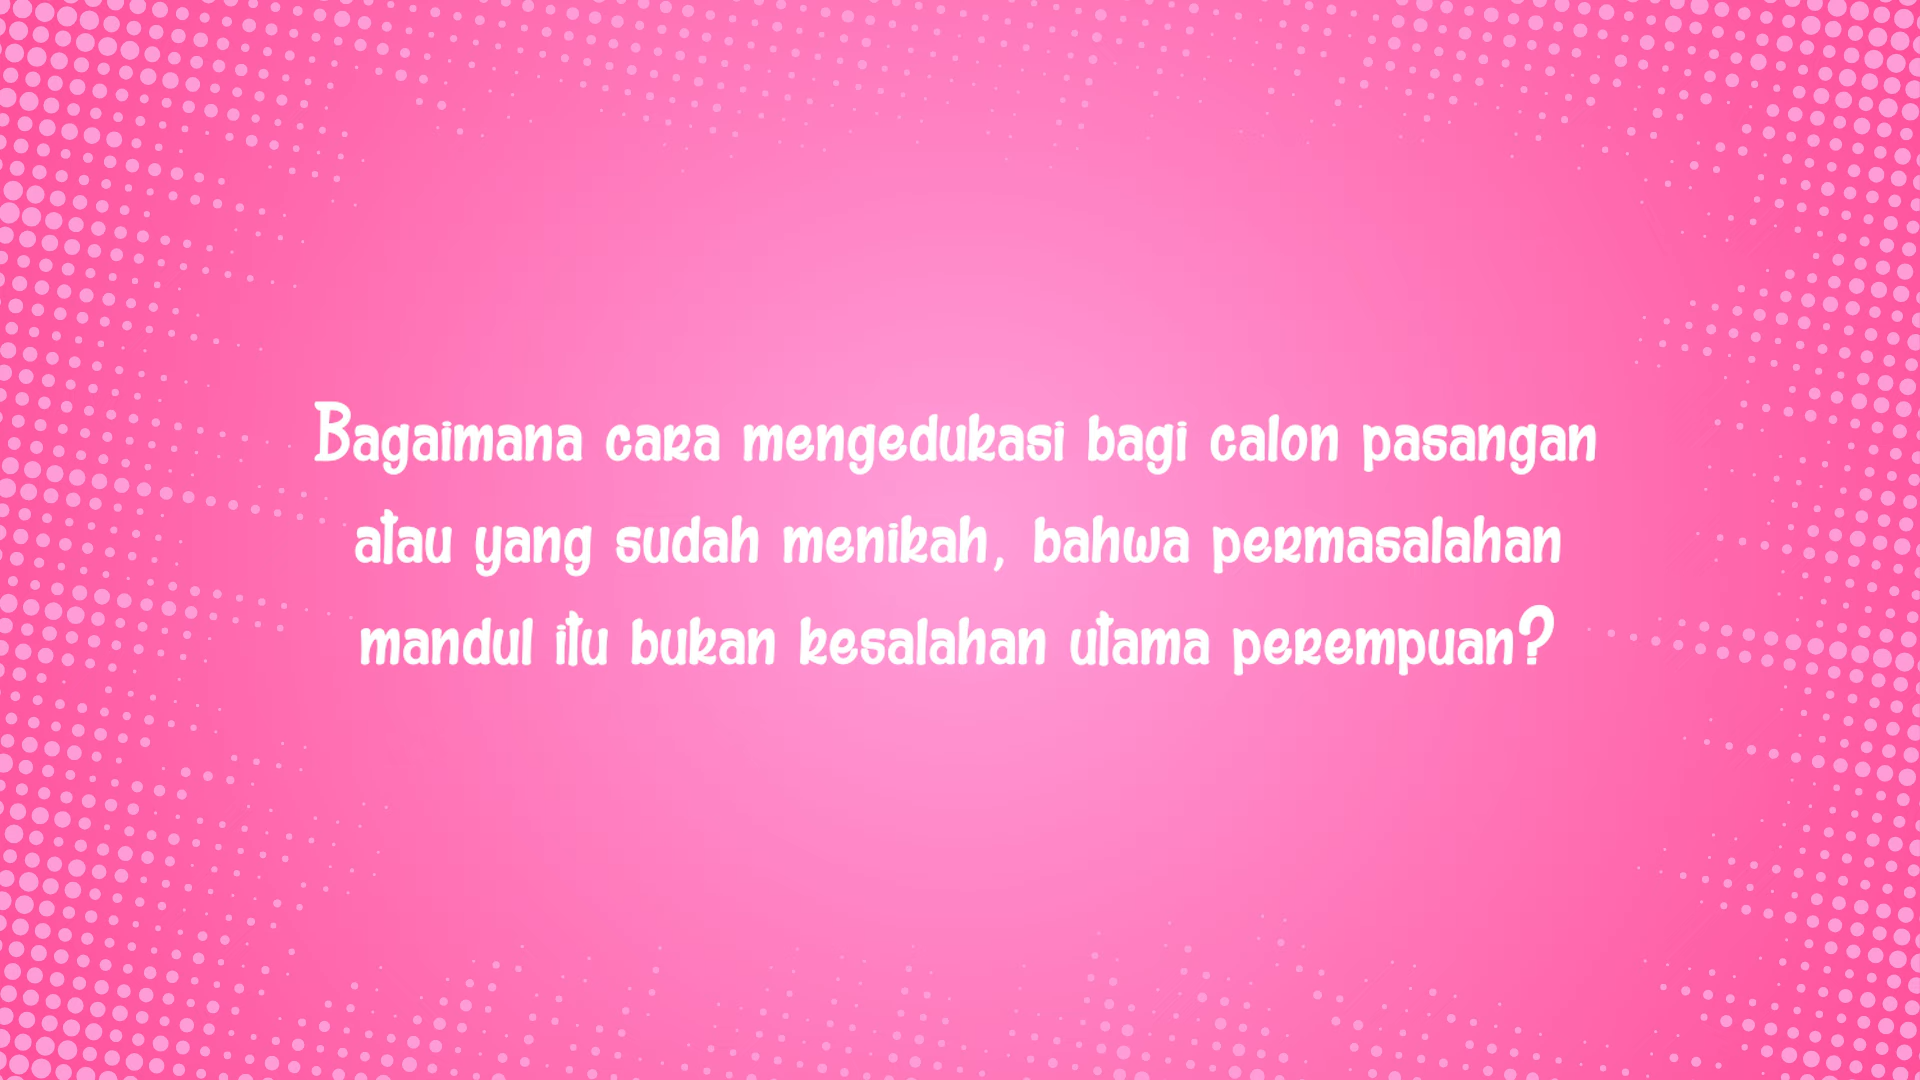 Bagaimana cara mengedukasi bagi calon pasangan
atau yang sudah menikah, bahwa permasalahan
mandul itu bukan kesalahan utama perempuan?